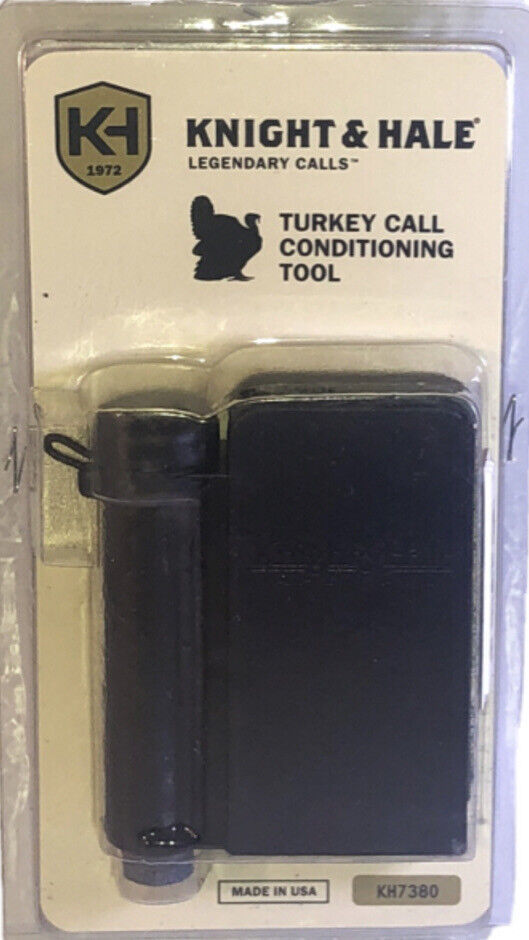 KH
1972
KNIGHT & HALE®
LEGENDARY CALLS™
TURKEY CALL
CONDITIONING
TOOL
MADE IN USA
KH7380